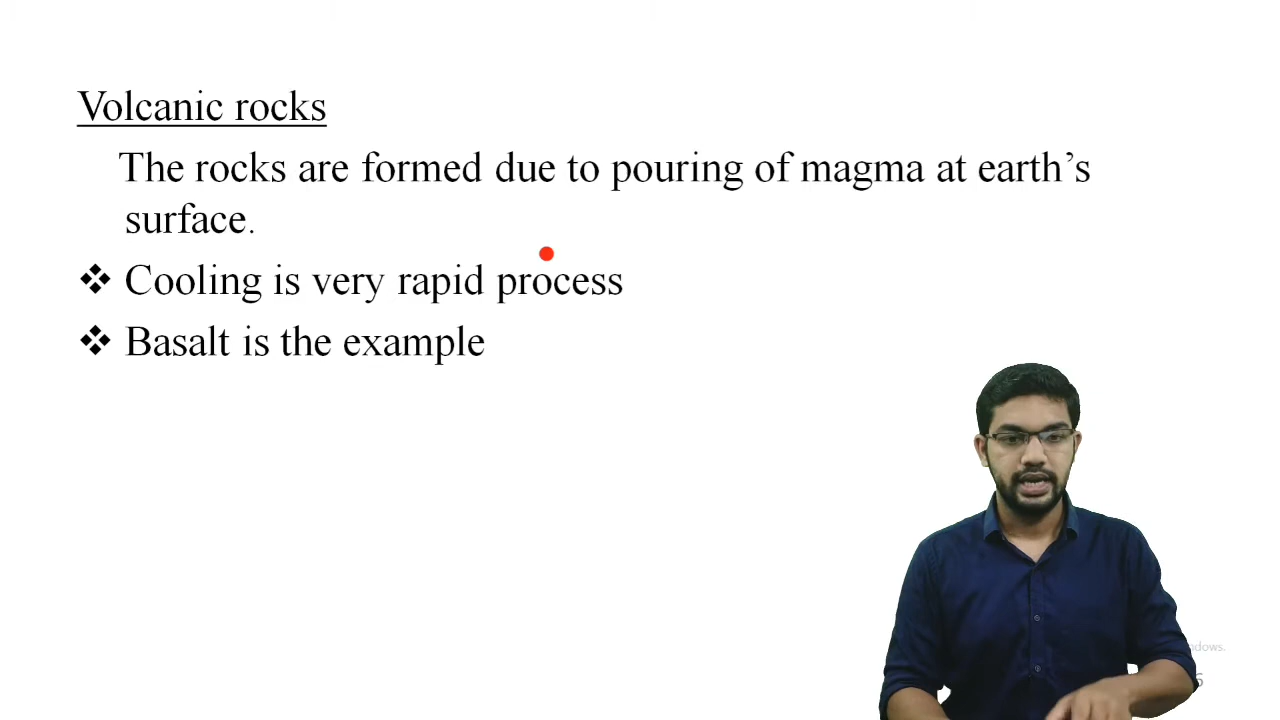 Volcanic rocks
The rocks are formed due to pouring of magma at earth’s
surface.
❖ Cooling is very rapid process
❖ Basalt is the example